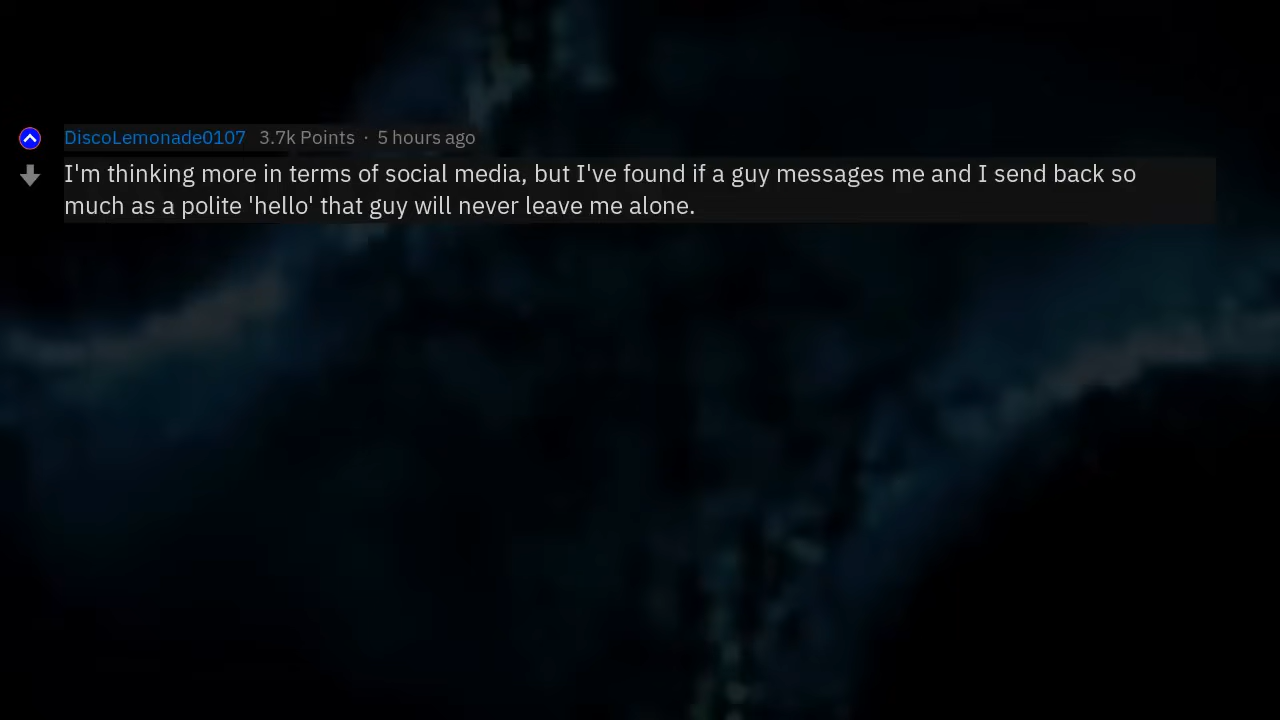 DiscoLemonade0107 3.7k Points · 5 hours ago
I'm thinking more in terms of social media, but I've found if a guy messages me and I send back so
much as a polite 'hello' that guy will never leave me alone.